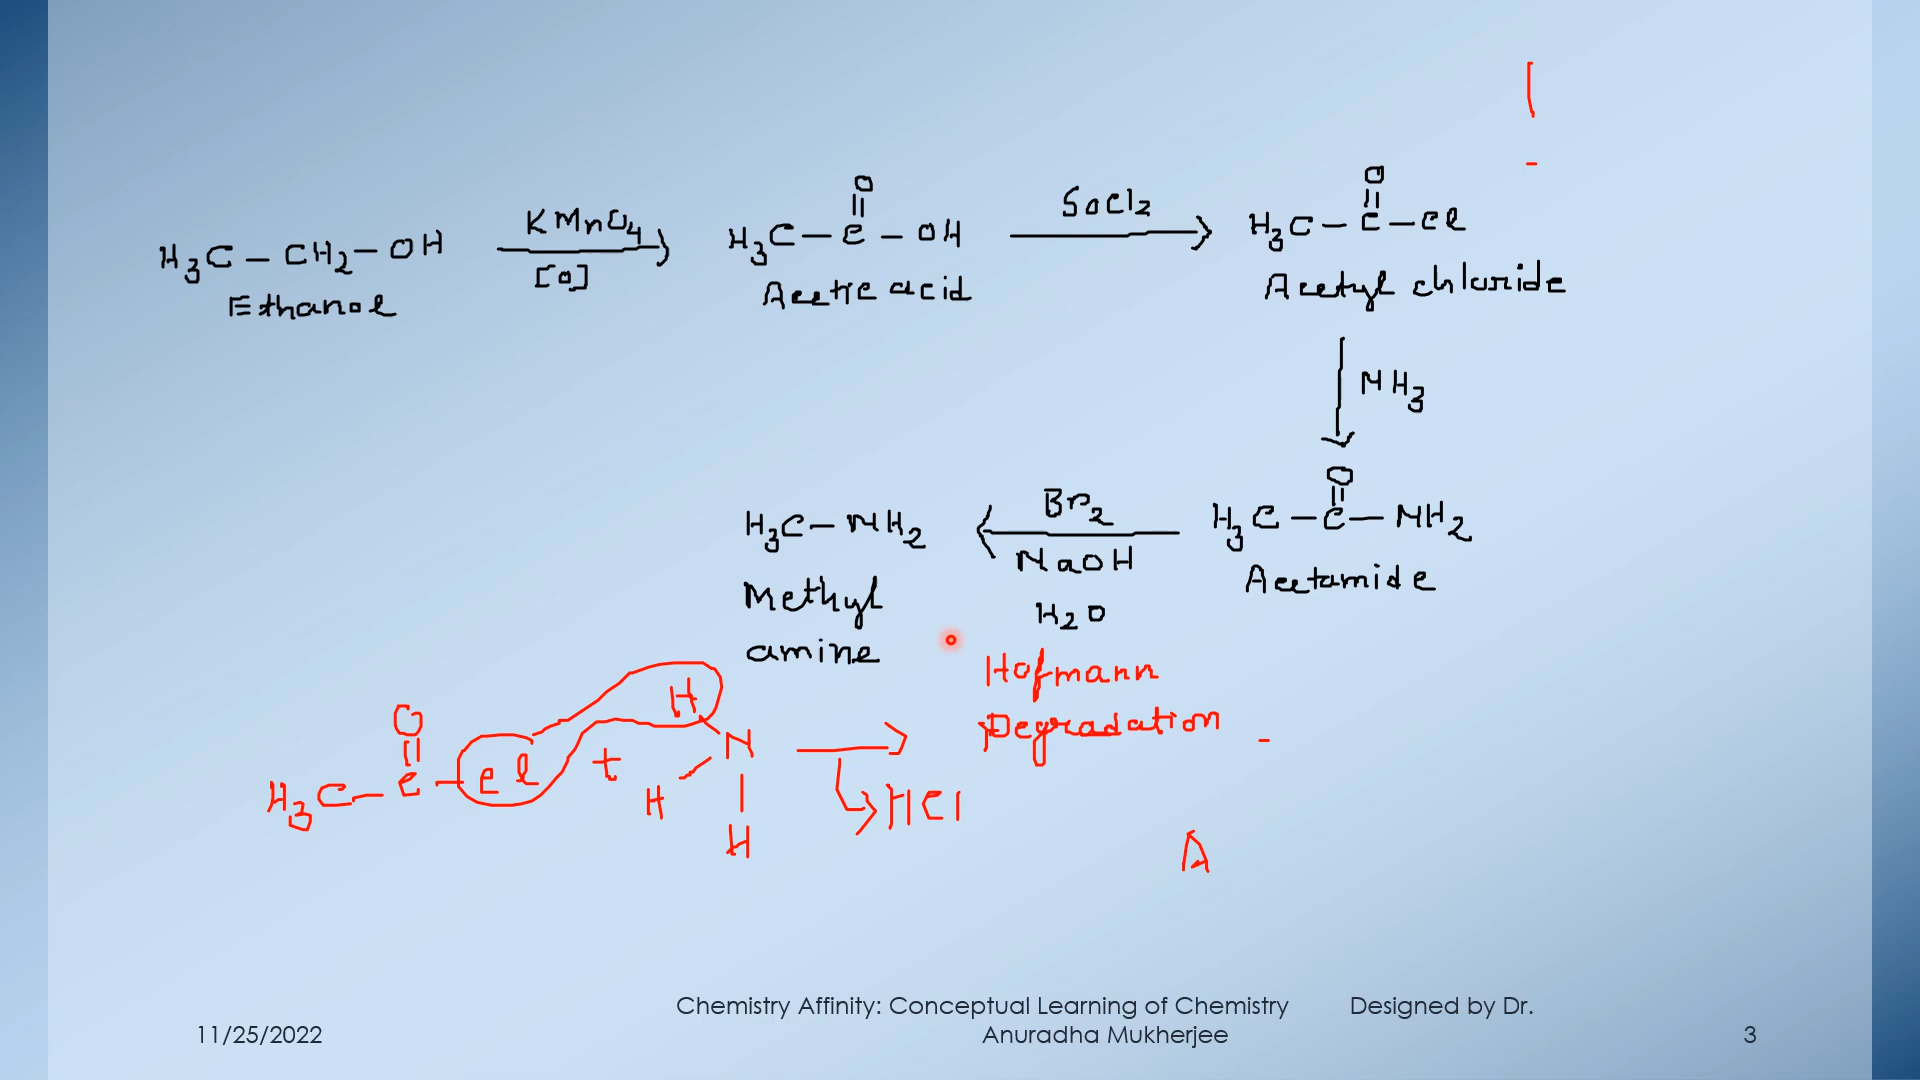 O
||
H3C - CH2 - OH
KMnO4
[O]
H3C - C - OH
SOCl2
O
||
H3C - C - Cl
Ethanol
Acetic acid
Acetyl chloride
NH3
O
||
H3C - NH2
Br2
NaOH
H2O
H3C - C - NH2
Methyl
amine
Acetamide
Hofmann
Degradation
O
||
H3C - C - Cl + H - N - H
H
HCl
A
Chemistry Affinity: Conceptual Learning of Chemistry Designed by Dr.
Anuradha Mukherjee
11/25/2022
3